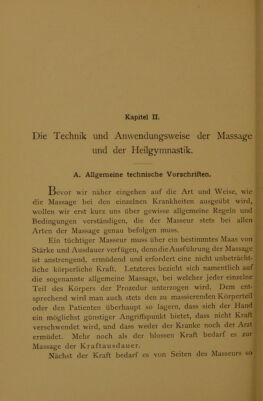 Kapitel II.
Die Technik und Anwendungsweise der Massage
und der Heilgymnastik.
A. Allgemeine technische Vorschriften.
Bevor wir näher eingehen auf die Art und Weise, wie
die Massage bei den einzelnen Krankheiten ausgeübt wird,
wollen wir erst kurz uns über gewisse allgemeine Regeln und
Bedingungen verständigen, die der Masseur stets bei allen
Arten der Massage genau befolgen muss.
Ein tüchtiger Masseur muss über ein bestimmtes Maas von
Stärke und Ausdauer verfügen, denn die Ausführung der Massage
ist anstrengend, ermüdend und erfordert eine nicht unbeträcht-
liche körperliche Kraft. Letzteres bezieht sich namentlich auf
die sogenannte allgemeine Massage, bei welcher jeder einzelne
Teil des Körpers der Prozedur unterzogen wird. Dem ent-
sprechend wird man auch stets den zu massierenden Körperteil
oder den Patienten überhaupt so lagern, dass sich der Hand
ein möglichst günstiger Angriffspunkt bietet, dass nicht Kraft
verschwendet wird, und dass weder der Kranke noch der Arzt
ermüdet. Mehr noch als der blossen Kraft bedarf es zur
Massage der Kraftausdauer.
Nächst der Kraft bedarf es von Seiten des Masseurs so